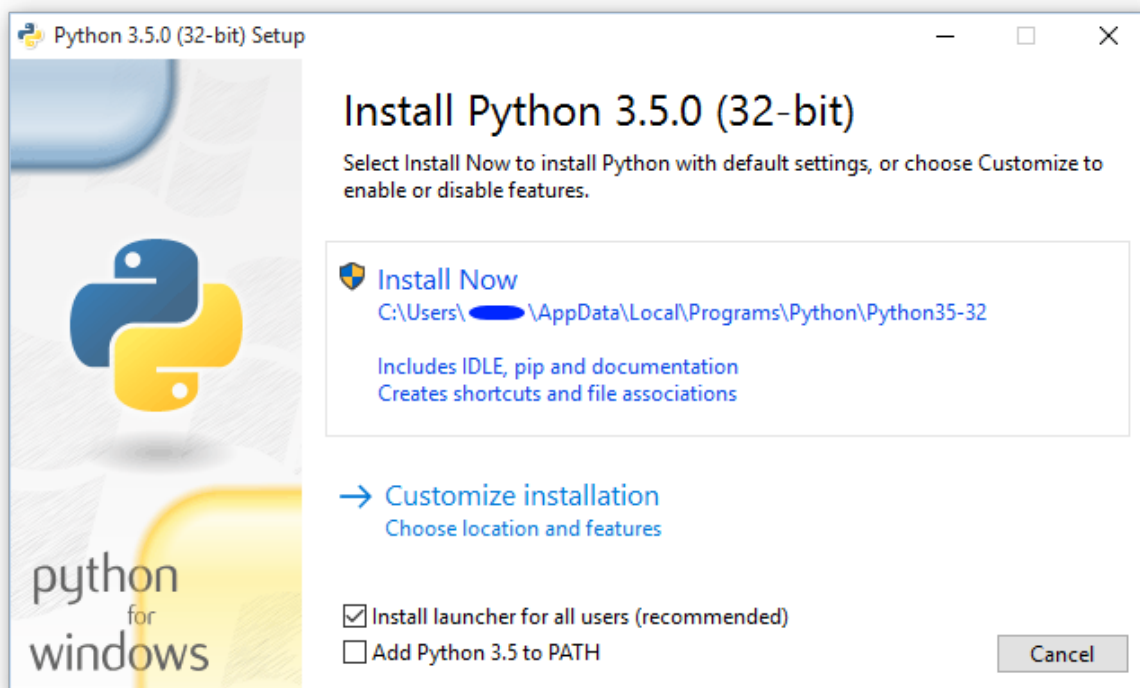 Python 3.5.0 (32-bit) Setup
Install Python 3.5.0 (32-bit)
Select Install Now to install Python with default settings, or choose Customize to
enable or disable features.
Install Now
C:\Users\ \AppData\Local\Programs\Python\Python35-32
Includes IDLE, pip and documentation
Creates shortcuts and file associations
Customize installation
Choose location and features
python
for
windows
Install launcher for all users (recommended)
Add Python 3.5 to PATH
Cancel